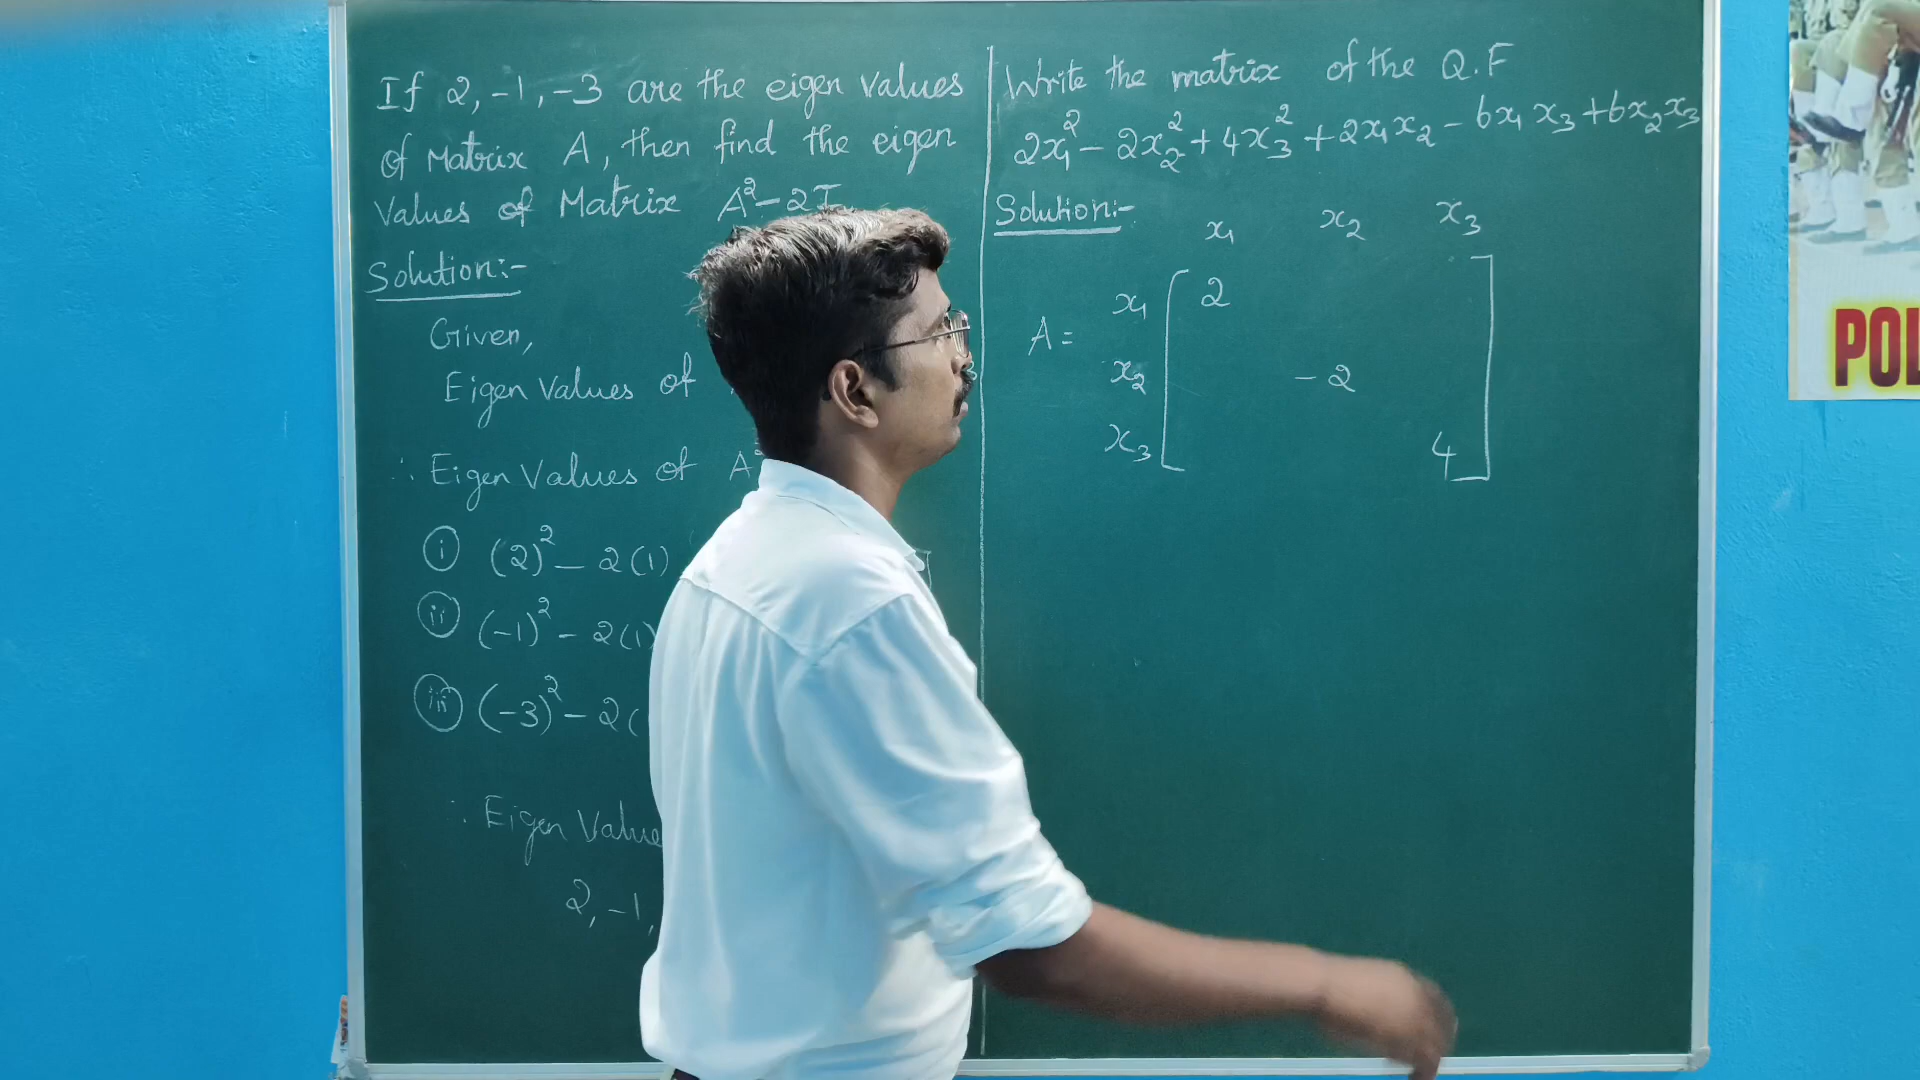 If 2, -1, -3 are the eigen values
of Matrix A, then find the eigen
Values of Matrix A² - 2I
Solution:-
Given,
Eigen Values of
∴ Eigen Values of A²
(i) (2)² - 2(1)
(ii) (-1)² - 2(1)
(iii) (-3)² - 2(
∴ Eigen Value
2, -1,
Write the matrix of the Q.F
2x₁² - 2x₂² + 4x₃² + 2x₁x₂ - 6x₁x₃ + 6x₂x₃
Solution:-
x₁ x₂ x₃
x₁ [ 2 ]
A =
x₂ -2
x₃ 4
POL